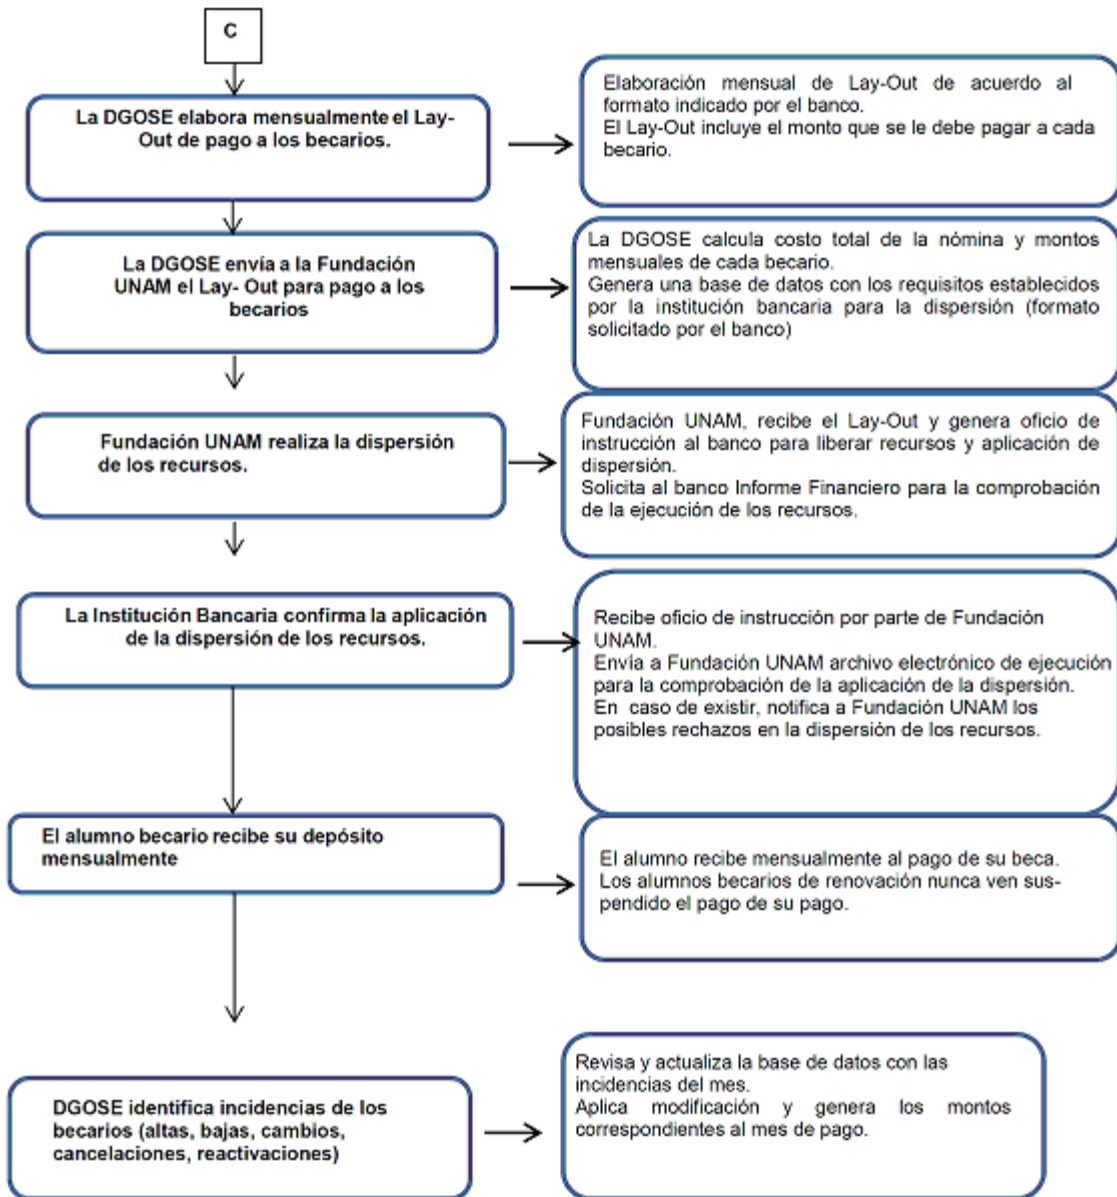 C
La DGOSE elabora mensualmente el Lay-
Out de pago a los becarios.
Elaboración mensual de Lay-Out de acuerdo al
formato indicado por el banco.
El Lay-Out incluye el monto que se le debe pagar a cada
becario.
La DGOSE envía a la Fundación
UNAM el Lay- Out para pago a los
becarios
La DGOSE calcula costo total de la nómina y montos
mensuales de cada becario.
Genera una base de datos con los requisitos establecidos
por la institución bancaria para la dispersión (formato
solicitado por el banco)
Fundación UNAM realiza la dispersión
de los recursos.
Fundación UNAM, recibe el Lay-Out y genera oficio de
instrucción al banco para liberar recursos y aplicación de
dispersión.
Solicita al banco Informe Financiero para la comprobación
de la ejecución de los recursos.
La Institución Bancaria confirma la aplicación
de la dispersión de los recursos.
Recibe oficio de instrucción por parte de Fundación
UNAM.
Envía a Fundación UNAM archivo electrónico de ejecución
para la comprobación de la aplicación de la dispersión.
En caso de existir, notifica a Fundación UNAM los
posibles rechazos en la dispersión de los recursos.
El alumno becario recibe su depósito
mensualmente
El alumno recibe mensualmente al pago de su beca.
Los alumnos becarios de renovación nunca ven sus-
pendido el pago de su pago.
DGOSE identifica incidencias de los
becarios (altas, bajas, cambios,
cancelaciones, reactivaciones)
Revisa y actualiza la base de datos con las
incidencias del mes.
Aplica modificación y genera los montos
correspondientes al mes de pago.